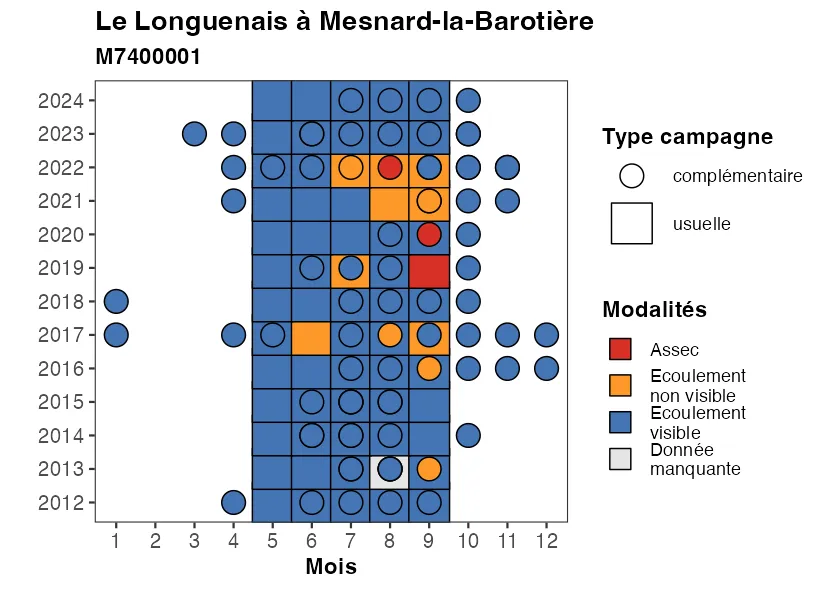 Le Longuenais à Mesnard-la-Barotière
M7400001
2024
2023
2022
2021
2020
2019
2018
2017
2016
2015
2014
2013
2012
1 2 3 4 5 6 7 8 9 10 11 12
Mois
Type campagne
complémentaire
usuelle
Modalités
Assec
Ecoulement
non visible
Ecoulement
visible
Donnée
manquante